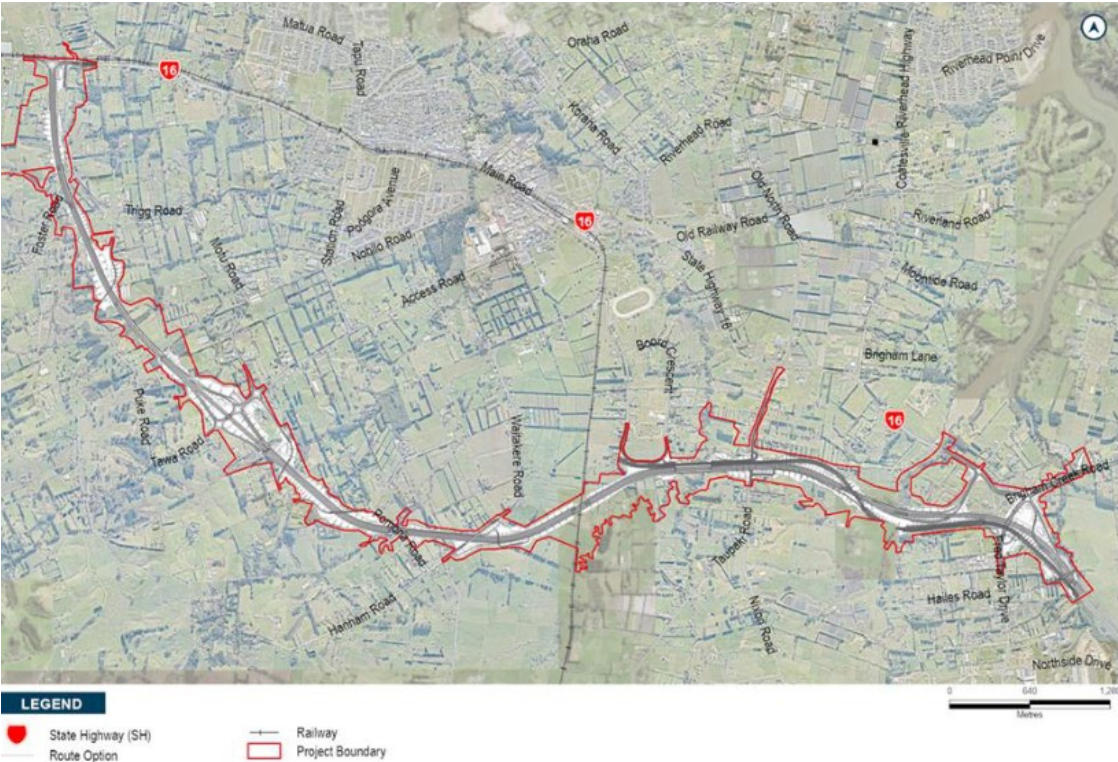 Matua Road
Oraha Road
Tapu Road
Coatesville Riverhead Highway
Riverhead Point Drive
16
Koraha Road
Riverhead Road
Main Road
Old North Road
Podgora Avenue
Station Road
Trigg Road
Foster Road
Motu Road
Nobilo Road
16
Old Railway Road
Riverland Road
Access Road
State Highway 16
Moontide Road
Boord Crescent
Brigham Lane
Puke Road
Tawa Road
Waitakere Road
16
Brigham Creek Road
Pomona Road
Taupaki Road
Fred Taylor Drive
Hanham Road
Nixon Road
Hailes Road
Northside Drive
LEGEND
State Highway (SH)
Route Option
Railway
Project Boundary
0 640 1,280
Metres